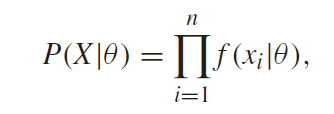 P(X|θ) = ∏_{i=1}^{n} f(x_i|θ),